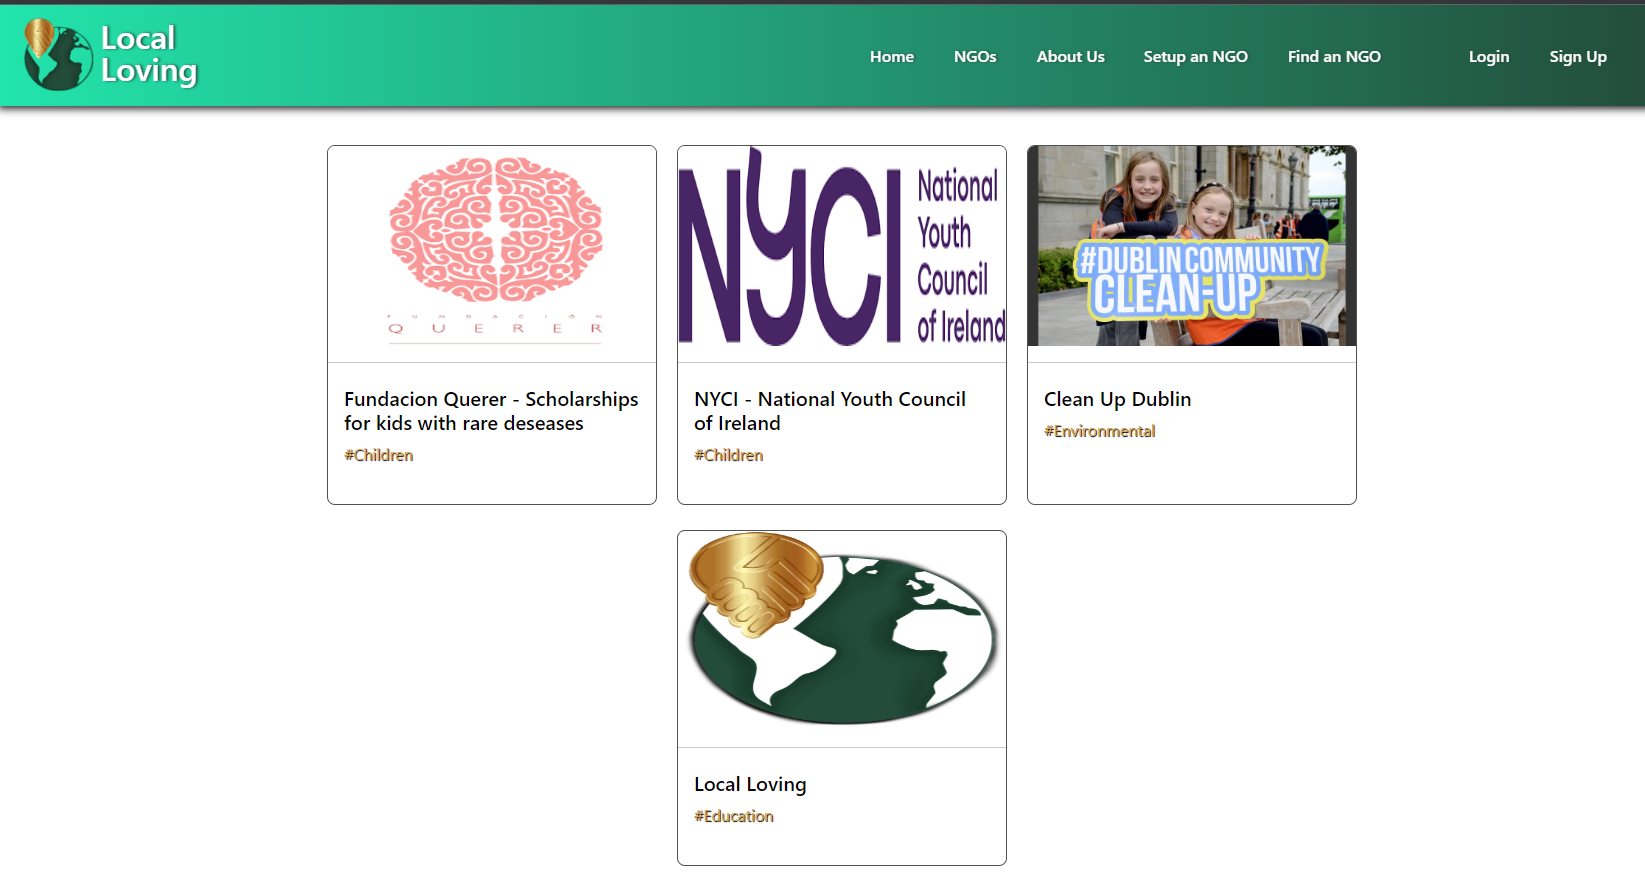 Local
Loving
Home NGOs About Us Setup an NGO Find an NGO Login Sign Up
FUNDACIÓN
QUERER
NYCI
National
Youth
Council
of Ireland
#DUBLIN COMMUNITY
CLEAN-UP
Fundacion Querer - Scholarships
for kids with rare deseases
#Children
NYCI - National Youth Council
of Ireland
#Children
Clean Up Dublin
#Environmental
Local Loving
#Education